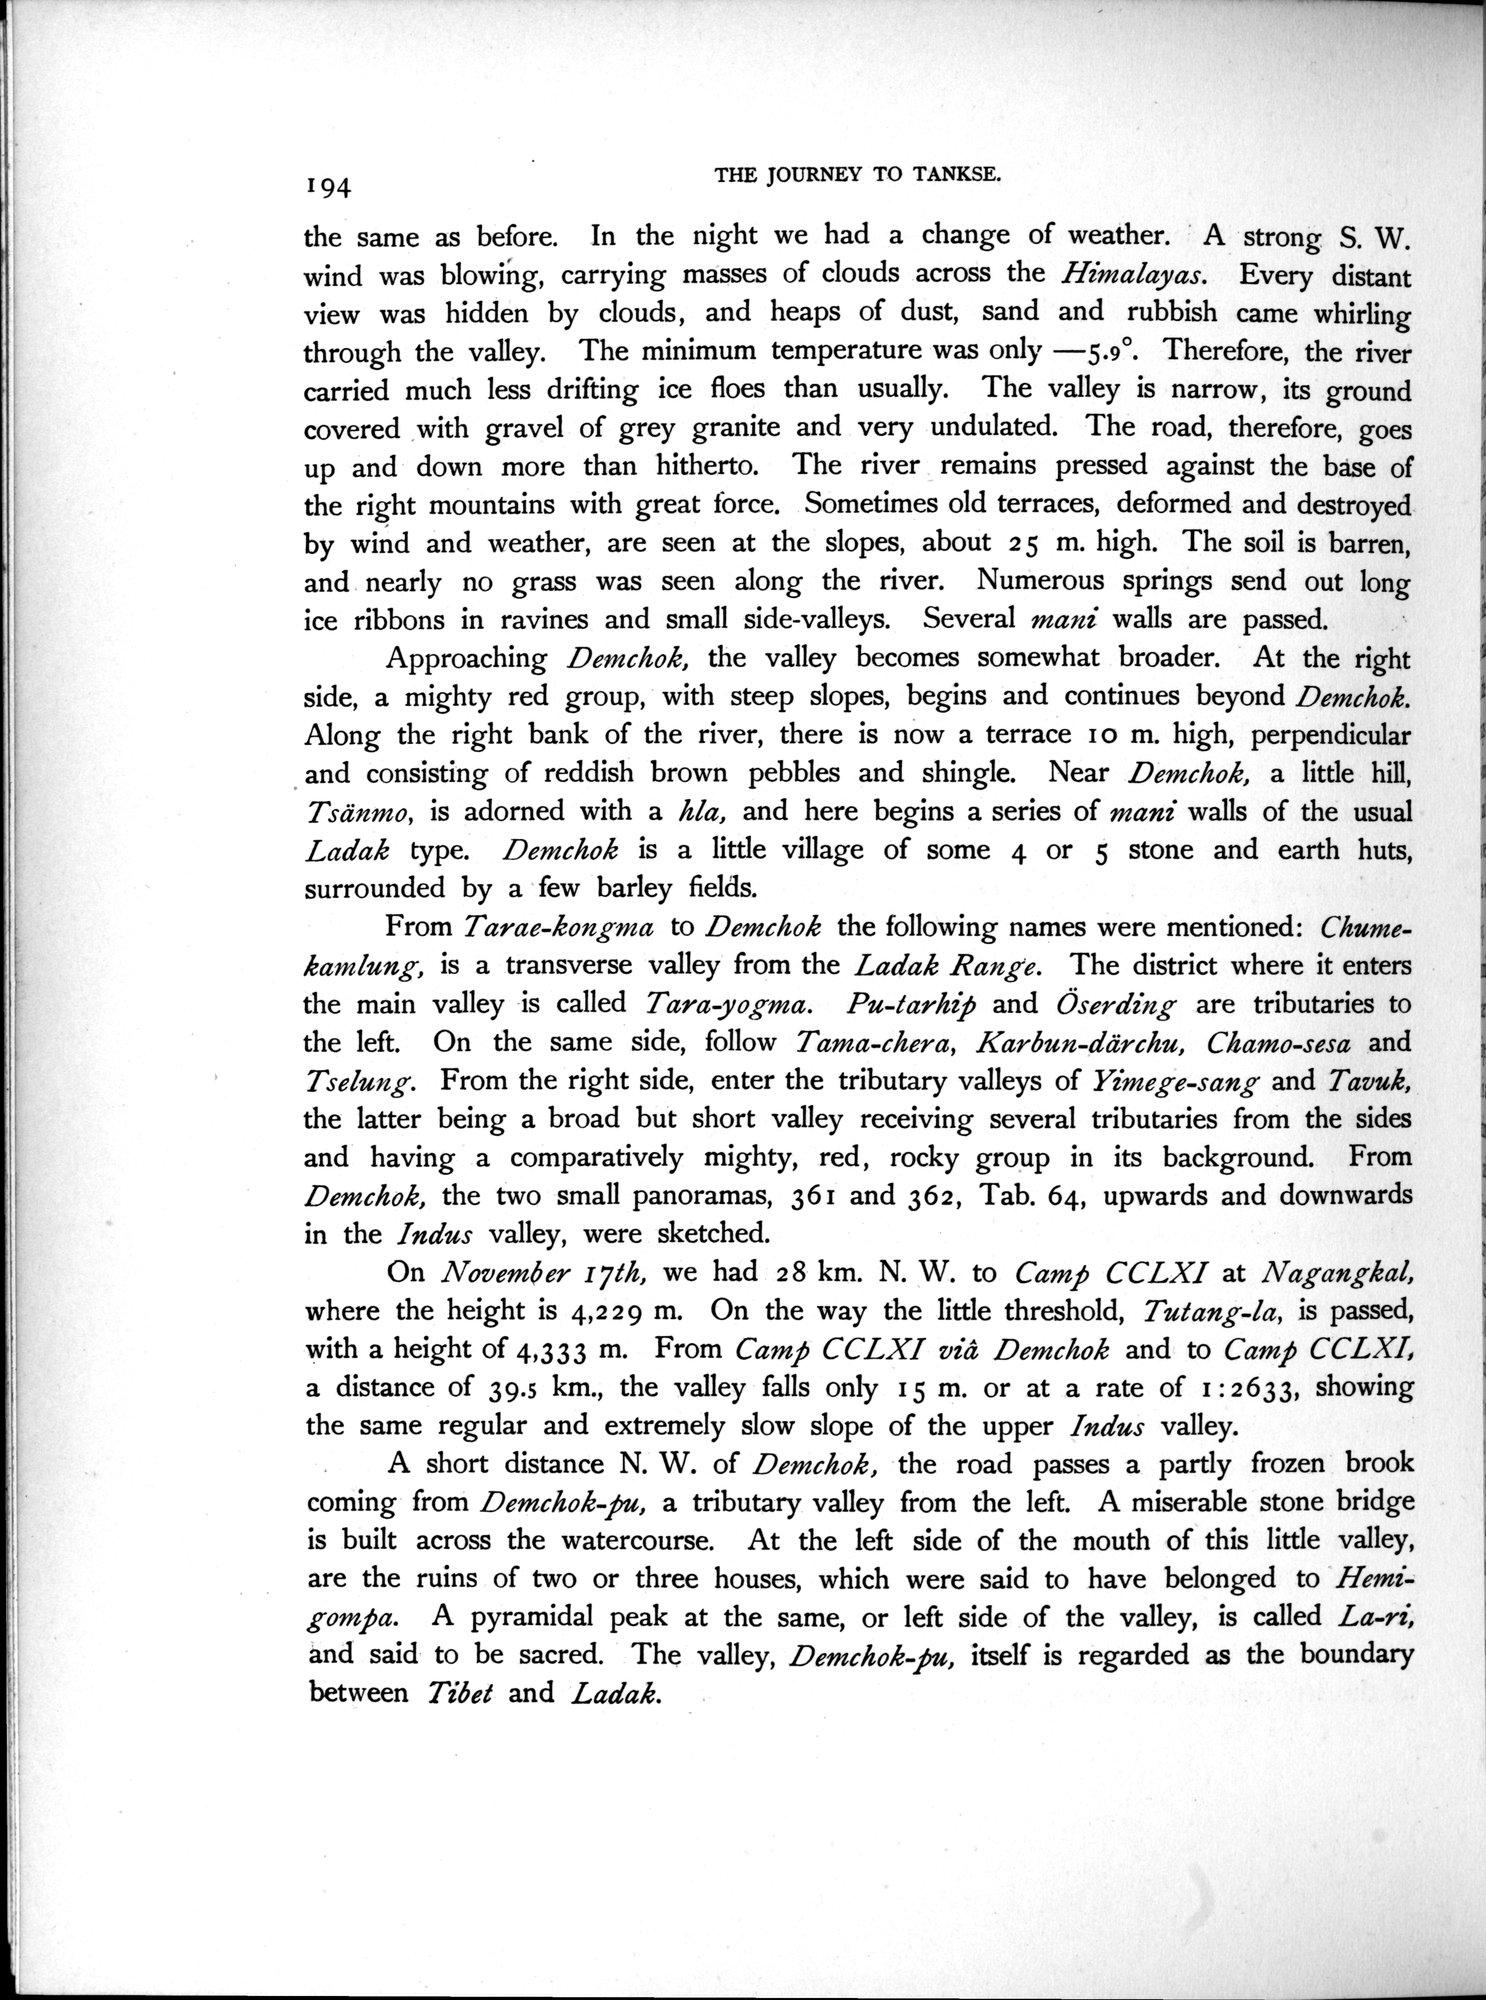 194
THE JOURNEY TO TANKSE.
the same as before. In the night we had a change of weather. A strong S. W.
wind was blowing, carrying masses of clouds across the Himalayas. Every distant
view was hidden by clouds, and heaps of dust, sand and rubbish came whirling
through the valley. The minimum temperature was only —5.9°. Therefore, the river
carried much less drifting ice floes than usually. The valley is narrow, its ground
covered with gravel of grey granite and very undulated. The road, therefore, goes
up and down more than hitherto. The river remains pressed against the base of
the right mountains with great force. Sometimes old terraces, deformed and destroyed
by wind and weather, are seen at the slopes, about 25 m. high. The soil is barren,
and nearly no grass was seen along the river. Numerous springs send out long
ice ribbons in ravines and small side-valleys. Several mani walls are passed.
Approaching Demchok, the valley becomes somewhat broader. At the right
side, a mighty red group, with steep slopes, begins and continues beyond Demchok.
Along the right bank of the river, there is now a terrace 10 m. high, perpendicular
and consisting of reddish brown pebbles and shingle. Near Demchok, a little hill,
Tsänmo, is adorned with a hla, and here begins a series of mani walls of the usual
Ladak type. Demchok is a little village of some 4 or 5 stone and earth huts,
surrounded by a few barley fields.
From Tarae-kongma to Demchok the following names were mentioned: Chume-
kamlung, is a transverse valley from the Ladak Range. The district where it enters
the main valley is called Tara-yogma. Pu-tarhip and Öserding are tributaries to
the left. On the same side, follow Tama-chera, Karbun-därchu, Chamo-sesa and
Tselung. From the right side, enter the tributary valleys of Yimege-sang and Tavuk,
the latter being a broad but short valley receiving several tributaries from the sides
and having a comparatively mighty, red, rocky group in its background. From
Demchok, the two small panoramas, 361 and 362, Tab. 64, upwards and downwards
in the Indus valley, were sketched.
On November 17th, we had 28 km. N. W. to Camp CCLXI at Nagangkal,
where the height is 4,229 m. On the way the little threshold, Tutang-la, is passed,
with a height of 4,333 m. From Camp CCLXI viâ Demchok and to Camp CCLXI,
a distance of 39.5 km., the valley falls only 15 m. or at a rate of 1:2633, showing
the same regular and extremely slow slope of the upper Indus valley.
A short distance N. W. of Demchok, the road passes a partly frozen brook
coming from Demchok-pu, a tributary valley from the left. A miserable stone bridge
is built across the watercourse. At the left side of the mouth of this little valley,
are the ruins of two or three houses, which were said to have belonged to Hemi-
gompa. A pyramidal peak at the same, or left side of the valley, is called La-ri,
and said to be sacred. The valley, Demchok-pu, itself is regarded as the boundary
between Tibet and Ladak.